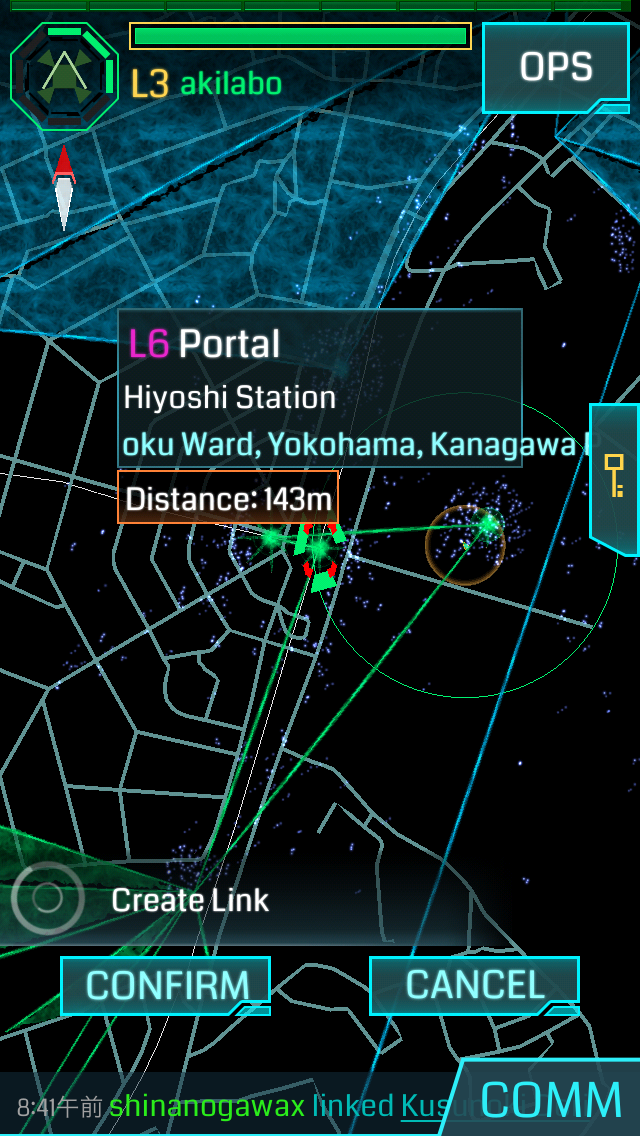 L3 akilabo
OPS
L6 Portal
Hiyoshi Station
oku Ward, Yokohama, Kanagawa
Distance: 143m
Create Link
CONFIRM
CANCEL
8:41午前 shinanogawax linked
COMM